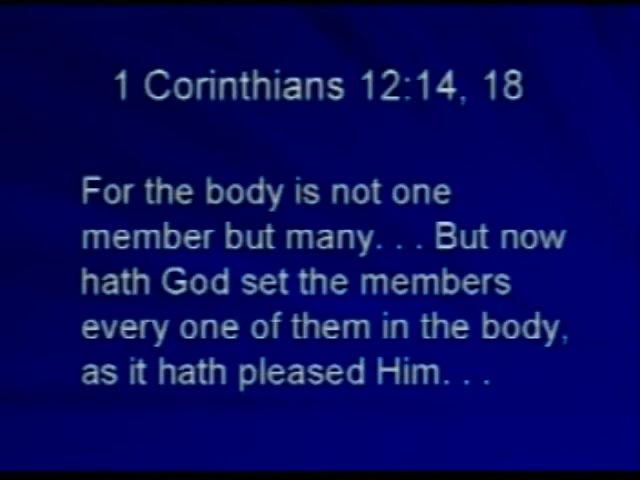 1 Corinthians 12:14, 18
For the body is not one
member but many. . . But now
hath God set the members
every one of them in the body,
as it hath pleased Him. . .